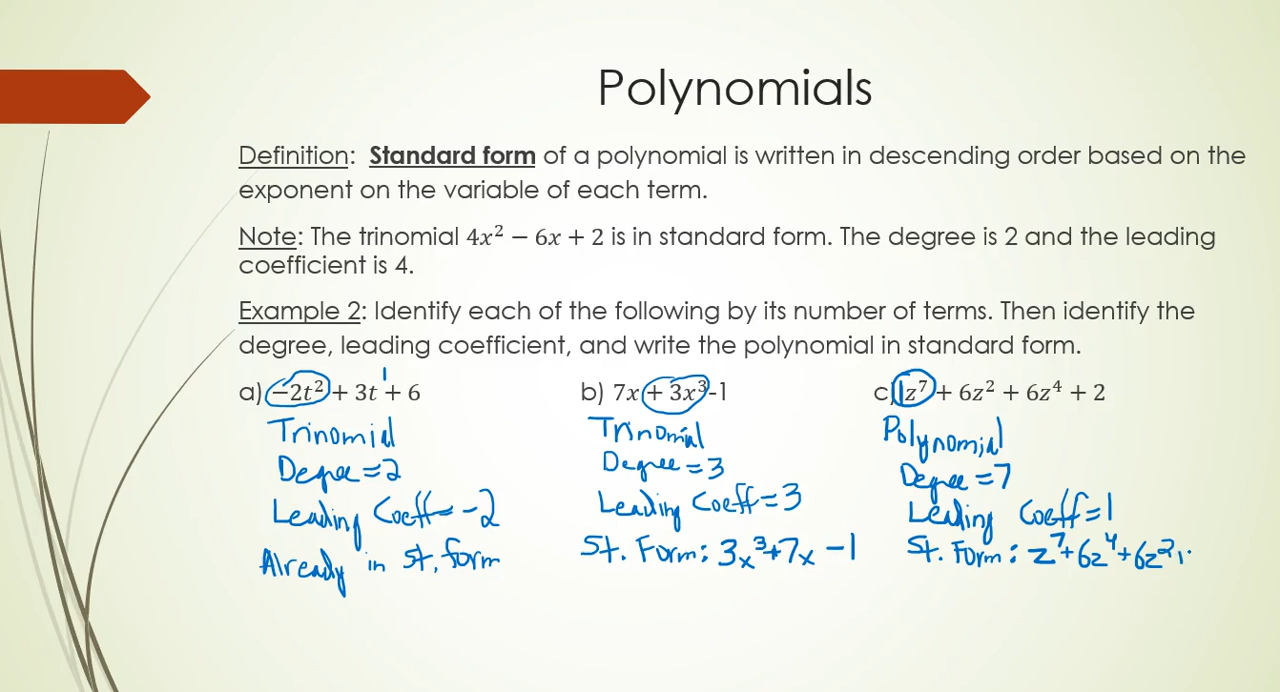 Polynomials
Definition: Standard form of a polynomial is written in descending order based on the
exponent on the variable of each term.
Note: The trinomial 4x² − 6x + 2 is in standard form. The degree is 2 and the leading
coefficient is 4.
Example 2: Identify each of the following by its number of terms. Then identify the
degree, leading coefficient, and write the polynomial in standard form.
a) −2t² + 3t¹ + 6
Trinomial
Degree = 2
Leading Coeff = -2
Already in St. form
b) 7x + 3x³-1
Trinomial
Degree = 3
Leading Coeff = 3
St. Form: 3x³+7x -1
c) 1z⁷ + 6z² + 6z⁴ + 2
Polynomial
Degree = 7
Leading Coeff = 1
St. Form: z⁷+6z⁴+6z²